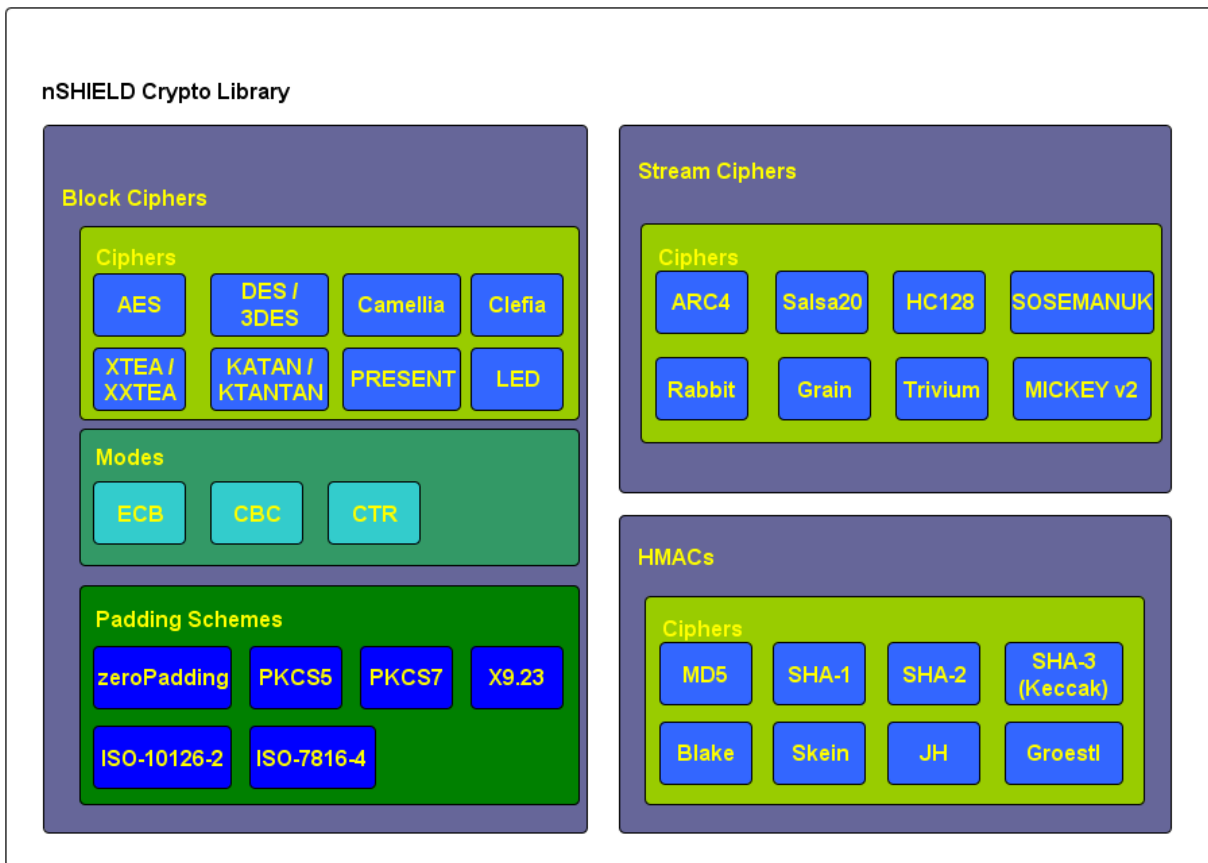 nSHIELD Crypto Library
Block Ciphers
Ciphers
AES
DES /
3DES
Camellia
Clefia
XTEA /
XXTEA
KATAN /
KTANTAN
PRESENT
LED
Modes
ECB
CBC
CTR
Padding Schemes
zeroPadding
PKCS5
PKCS7
X9.23
ISO-10126-2
ISO-7816-4
Stream Ciphers
Ciphers
ARC4
Salsa20
HC128
SOSEMANUK
Rabbit
Grain
Trivium
MICKEY v2
HMACs
Ciphers
MD5
SHA-1
SHA-2
SHA-3
(Keccak)
Blake
Skein
JH
Groestl